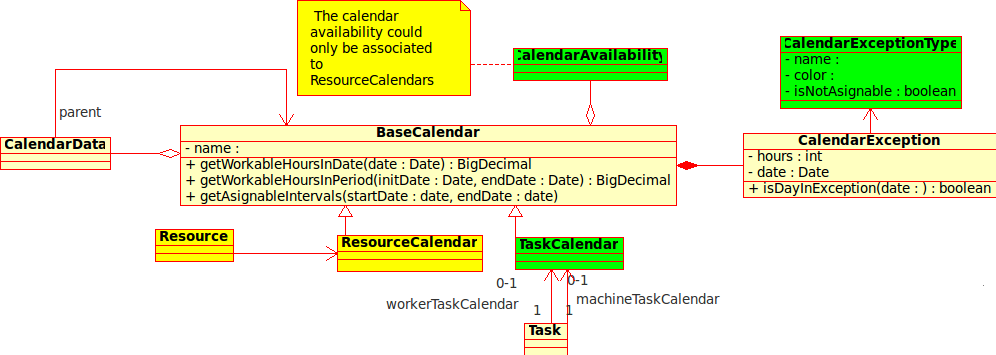 The calendar
availability could
only be associated
to
ResourceCalendars
CalendarAvailability
CalendarExceptionType
- name :
- color :
- isNotAsignable : boolean
parent
CalendarData
BaseCalendar
- name :
+ getWorkableHoursInDate(date : Date) : BigDecimal
+ getWorkableHoursInPeriod(initDate : Date, endDate : Date) : BigDecimal
+ getAsignableIntervals(startDate : date, endDate : date)
CalendarException
- hours : int
- date : Date
+ isDayInException(date : ) : boolean
Resource
ResourceCalendar
TaskCalendar
0-1
0-1
workerTaskCalendar
machineTaskCalendar
1
1
Task